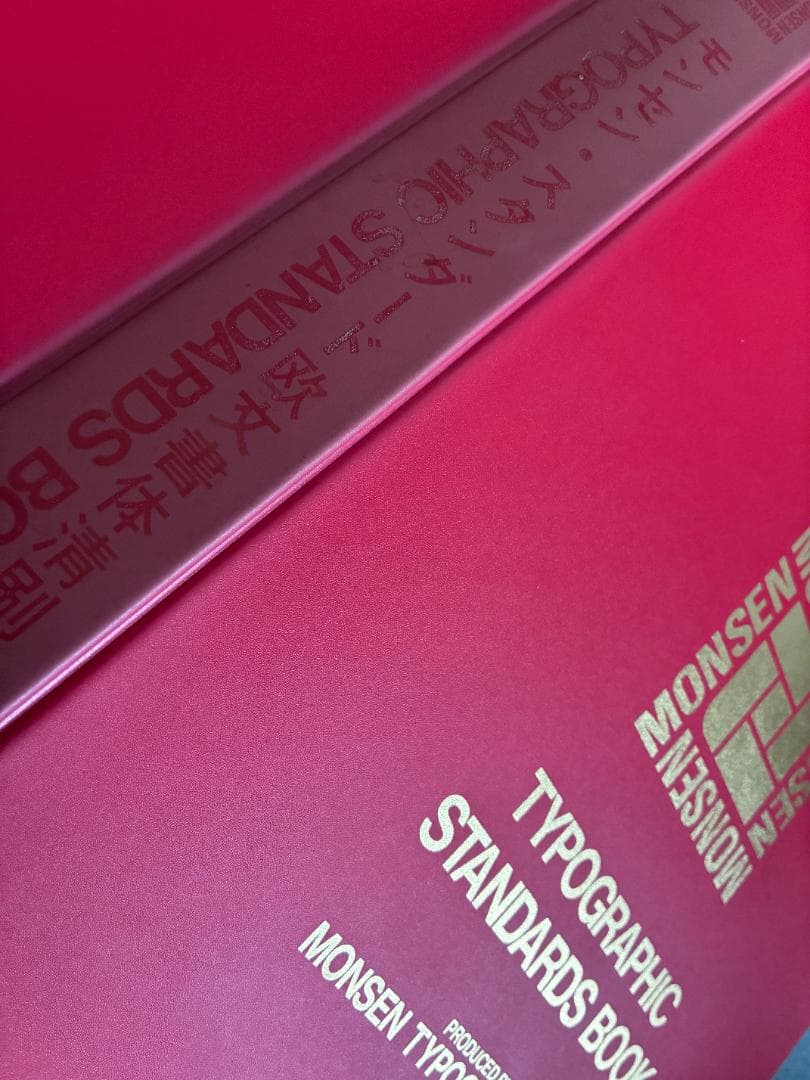 モンセン・スタンダード欧文書体清刷
TYPOGRAPHIC STANDARDS BO
MONSEN
MONSEN
TYPOGRAPHIC
STANDARDS BOOK
PRODUCED
MONSEN TYPO